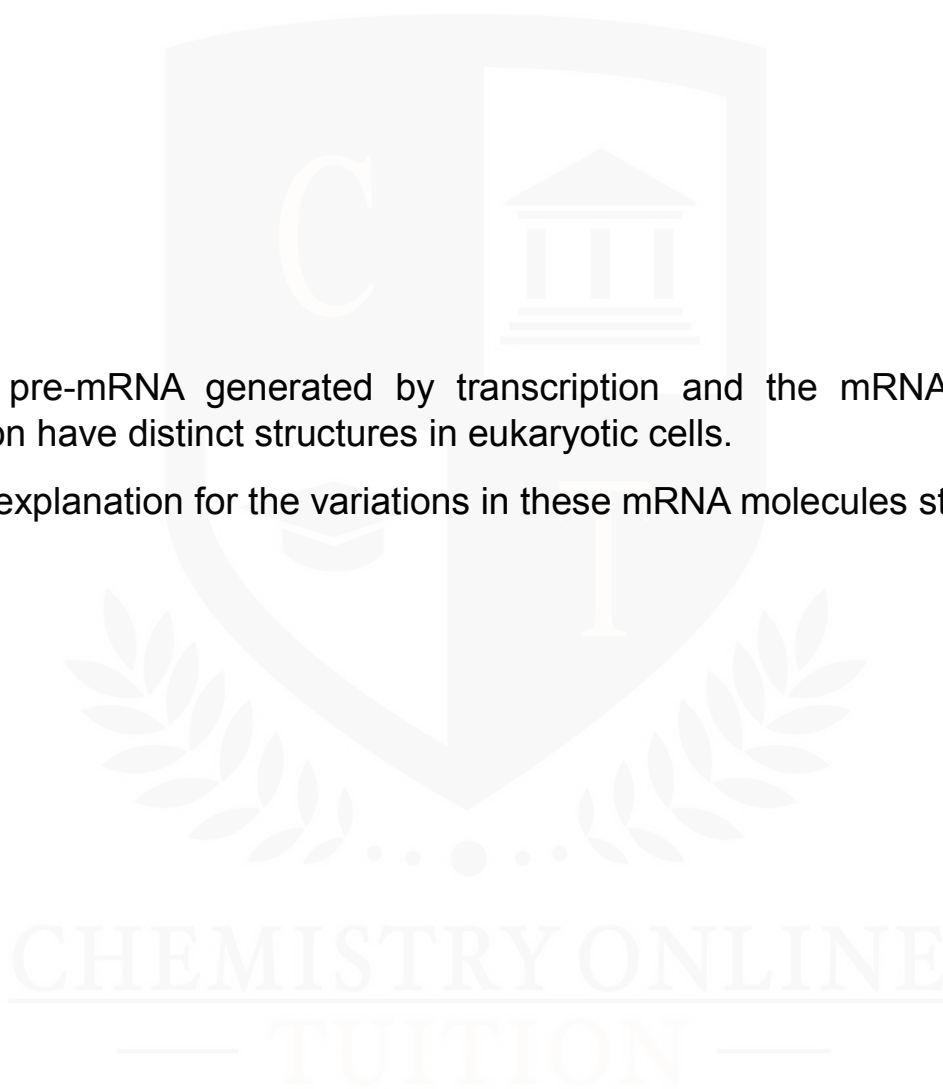 pre-mRNA generated by transcription and the mRNA
on have distinct structures in eukaryotic cells.
explanation for the variations in these mRNA molecules st
C
T
CHEMISTRY ONLINE
TUITION